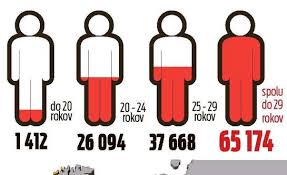 do 20
rokov
1 412
20 - 24
rokov
26 094
25 - 29
rokov
37 668
spolu
do 29
rokov
65 174